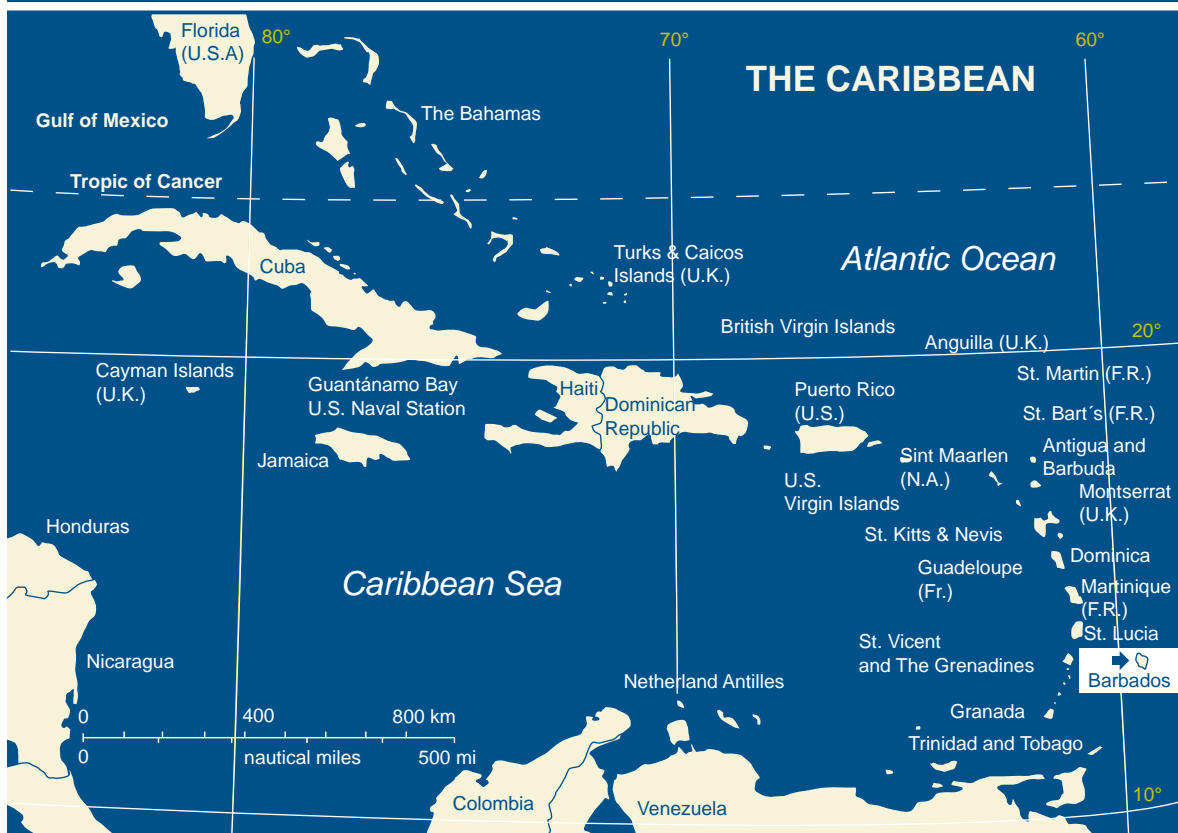 Florida
(U.S.A)
80°
70°
60°
THE CARIBBEAN
Gulf of Mexico
The Bahamas
Tropic of Cancer
Cuba
Turks & Caicos
Islands (U.K.)
Atlantic Ocean
British Virgin Islands
20°
Anguilla (U.K.)
Cayman Islands
(U.K.)
Guantánamo Bay
U.S. Naval Station
Haiti
Dominican
Republic
Puerto Rico
(U.S.)
St. Martin (F.R.)
St. Bart´s (F.R.)
Jamaica
Sint Maarlen
(N.A.)
Antigua and
Barbuda
U.S.
Virgin Islands
Montserrat
(U.K.)
Honduras
St. Kitts & Nevis
Dominica
Caribbean Sea
Guadeloupe
(Fr.)
Martinique
(F.R.)
St. Lucia
Nicaragua
St. Vicent
and The Grenadines
Barbados
Netherland Antilles
Granada
0 400 800 km
0 nautical miles 500 mi
Trinidad and Tobago
Colombia
Venezuela
10°